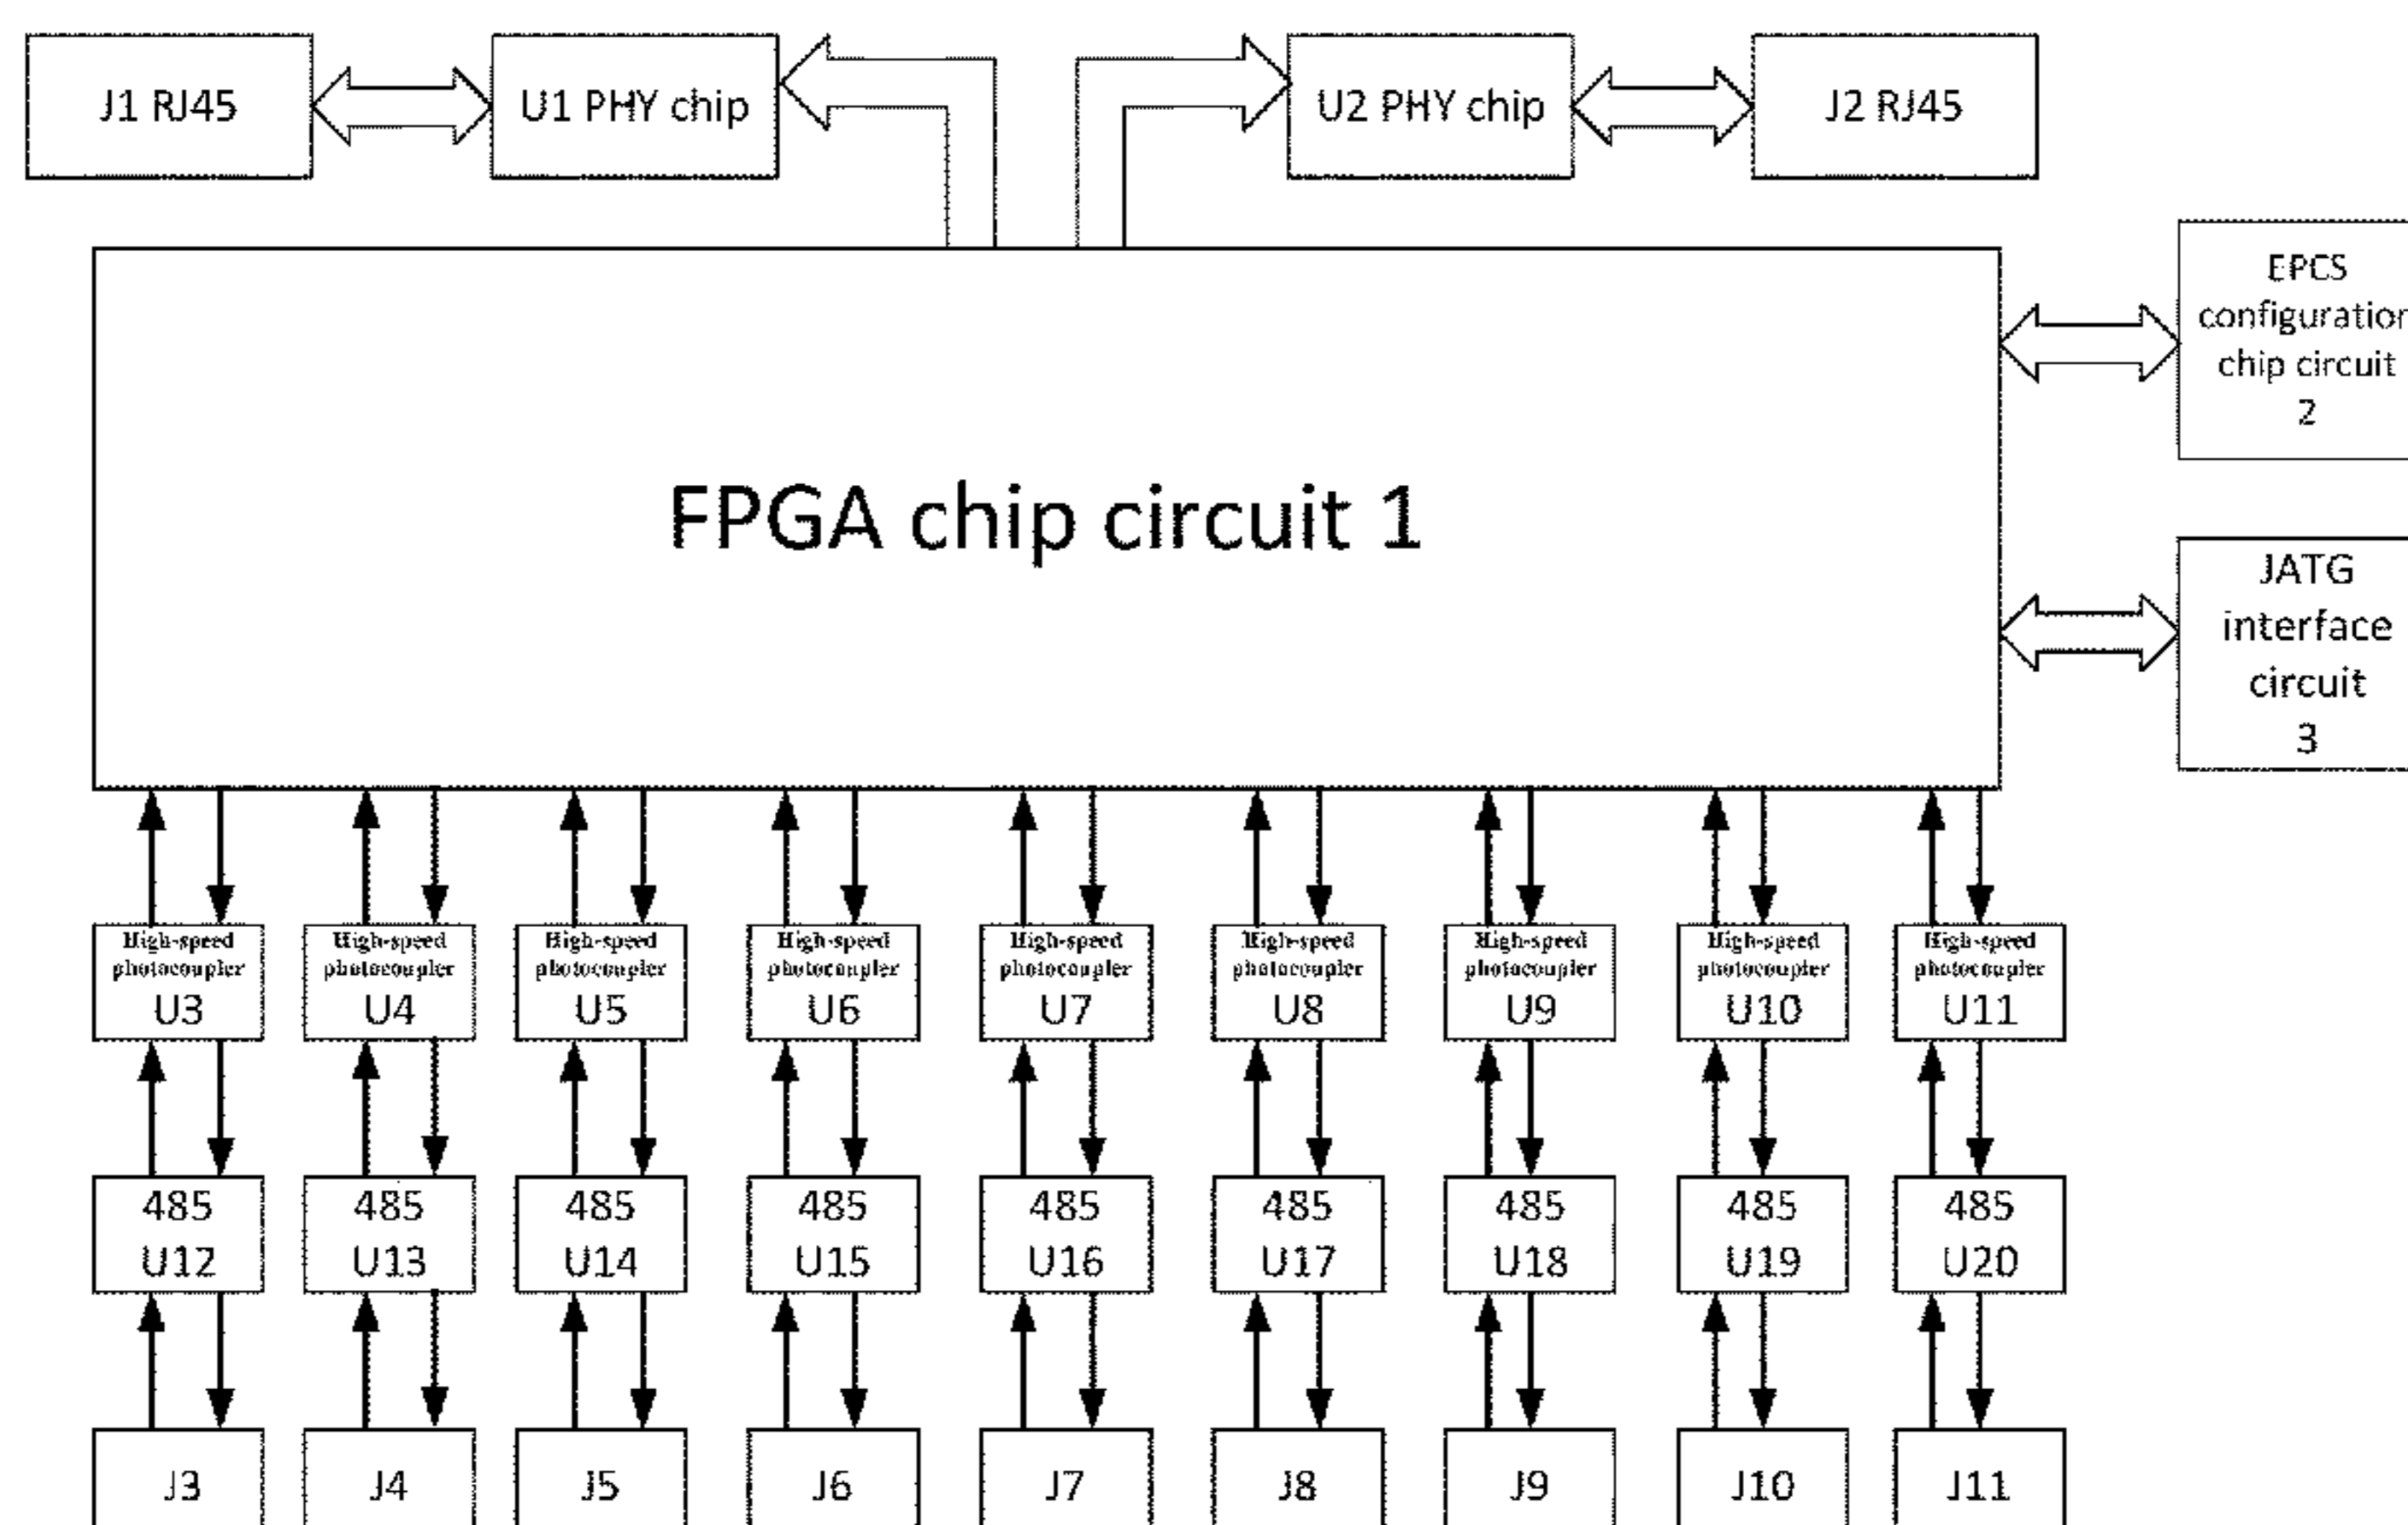 J1 RJ45
U1 PHY chip
U2 PHY chip
J2 RJ45
EPCS
configuration
chip circuit
2
FPGA chip circuit 1
JATG
interface
circuit
3
High-speed
photocoupler
U3
High-speed
photocoupler
U4
High-speed
photocoupler
U5
High-speed
photocoupler
U6
High-speed
photocoupler
U7
High-speed
photocoupler
U8
High-speed
photocoupler
U9
High-speed
photocoupler
U10
High-speed
photocoupler
U11
485
U12
485
U13
485
U14
485
U15
485
U16
485
U17
485
U18
485
U19
485
U20
J3
J4
J5
J6
J7
J8
J9
J10
J11